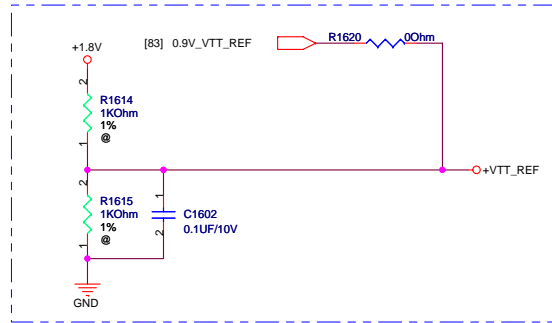 [83] 0.9V_VTT_REF
R1620
0Ohm
+1.8V
2
R1614
1KOhm
1%
@
1
+VTT_REF
2
R1615
1KOhm
1%
@
1
1
C1602
0.1UF/10V
2
GND